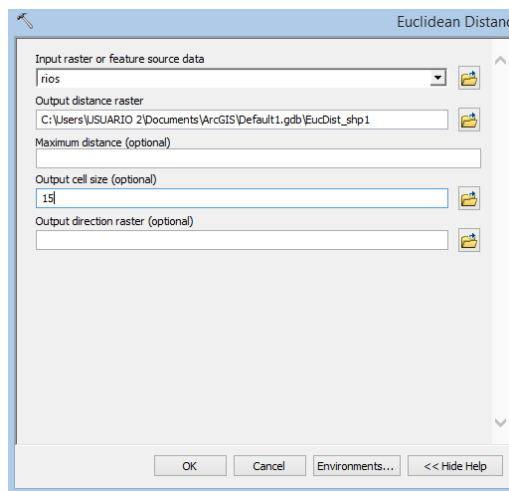 Euclidean Distanc
Input raster or feature source data
rios
Output distance raster
C:\Users\USUARIO 2\Documents\ArcGIS\Default1.gdb\EucDist_shp1
Maximum distance (optional)
Output cell size (optional)
15
Output direction raster (optional)
OK Cancel Environments... << Hide Help